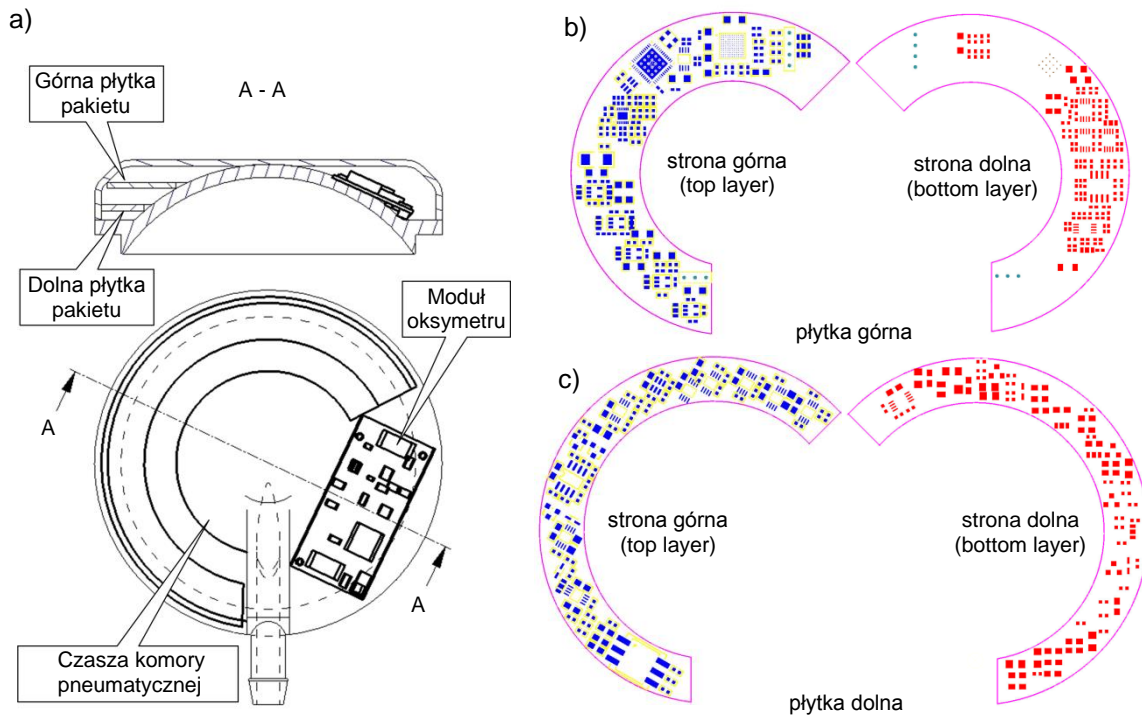 a)
Górna płytka
pakietu
A - A
Dolna płytka
pakietu
Moduł
oksymetru
A
A
Czasza komory
pneumatycznej
b)
strona górna
(top layer)
strona dolna
(bottom layer)
płytka górna
c)
strona górna
(top layer)
strona dolna
(bottom layer)
płytka dolna